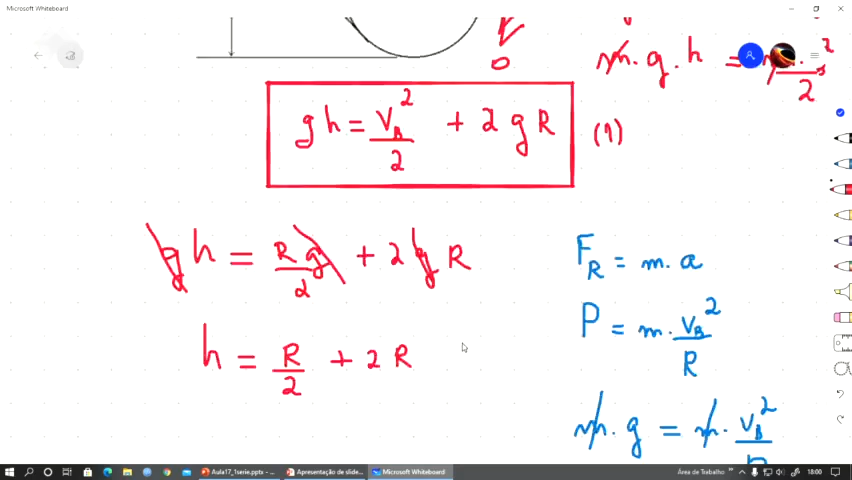 Microsoft Whiteboard
m.g.h =
2
gh = V_B²/2 + 2gR (1)
gh = Rg/2 + 2gR
F_R = m.a
P = m.V_B²/R
h = R/2 + 2R
m.g = m.V_B²
Aula17_1serie.pptx - ...
Apresentação de slide...
Microsoft Whiteboard
Área de Trabalho
18:00